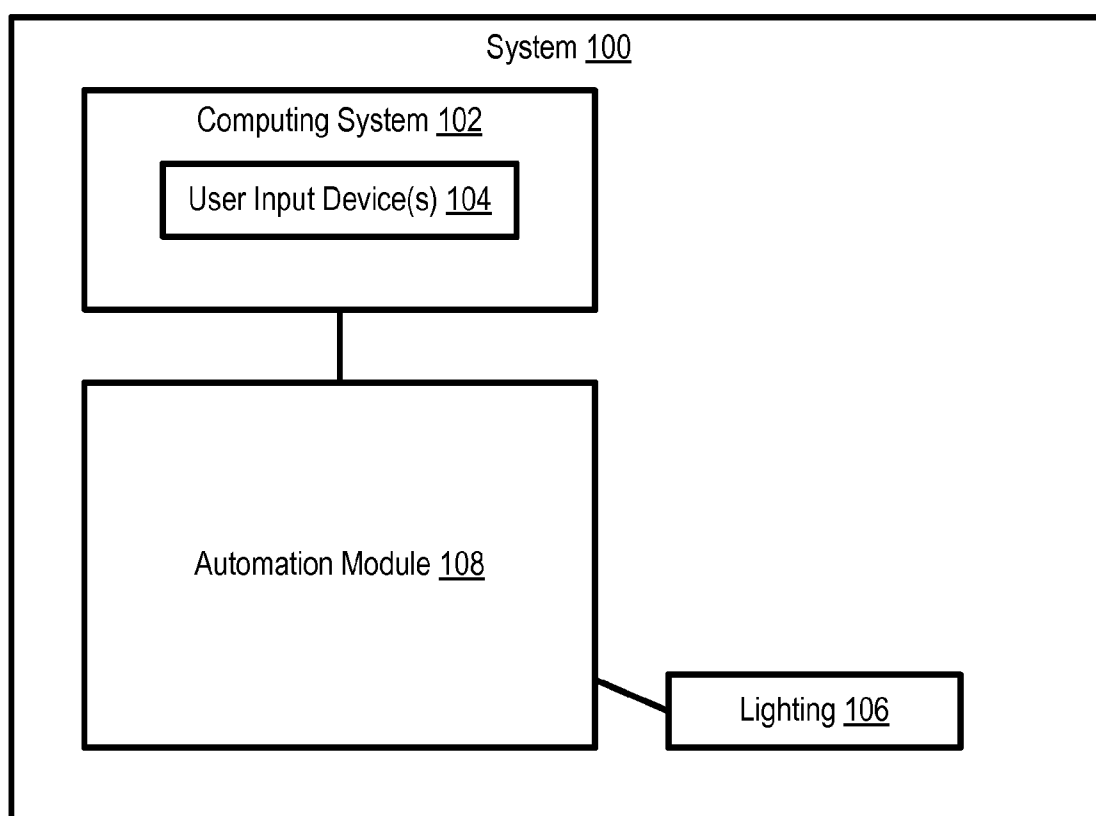 System 100
Computing System 102
User Input Device(s) 104
Automation Module 108
Lighting 106